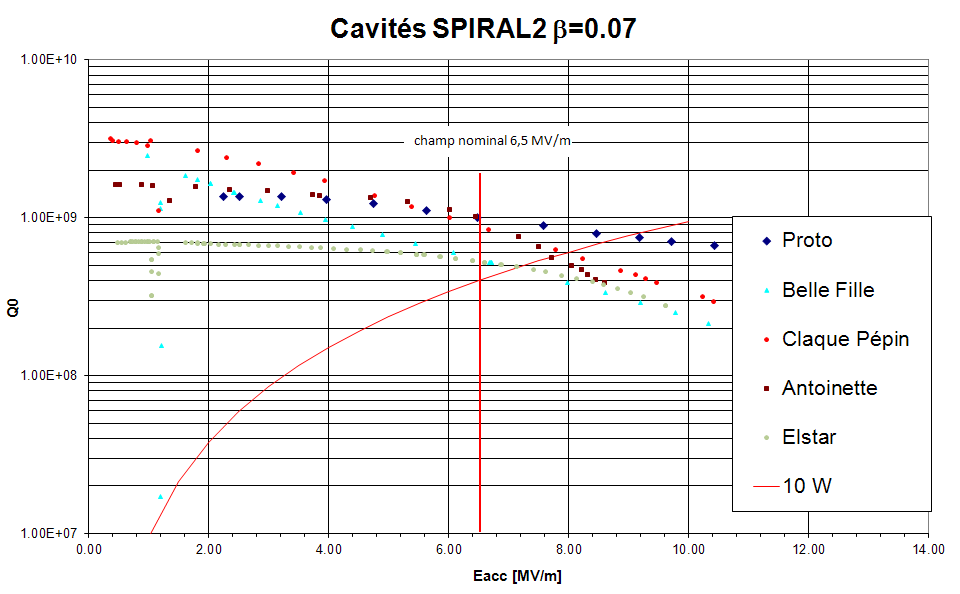 Cavités SPIRAL2 β=0.07
1.00E+10
champ nominal 6,5 MV/m
1.00E+09
Proto
Belle Fille
Q0
Claque Pépin
1.00E+08
Antoinette
Elstar
10 W
1.00E+07
0.00 2.00 4.00 6.00 8.00 10.00 12.00 14.00
Eacc [MV/m]